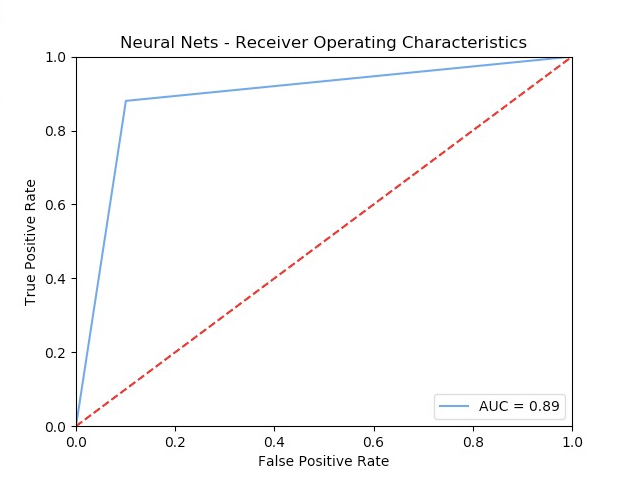 Neural Nets - Receiver Operating Characteristics
1.0
0.8
0.6
0.4
0.2
0.0
True Positive Rate
AUC = 0.89
0.0 0.2 0.4 0.6 0.8 1.0
False Positive Rate